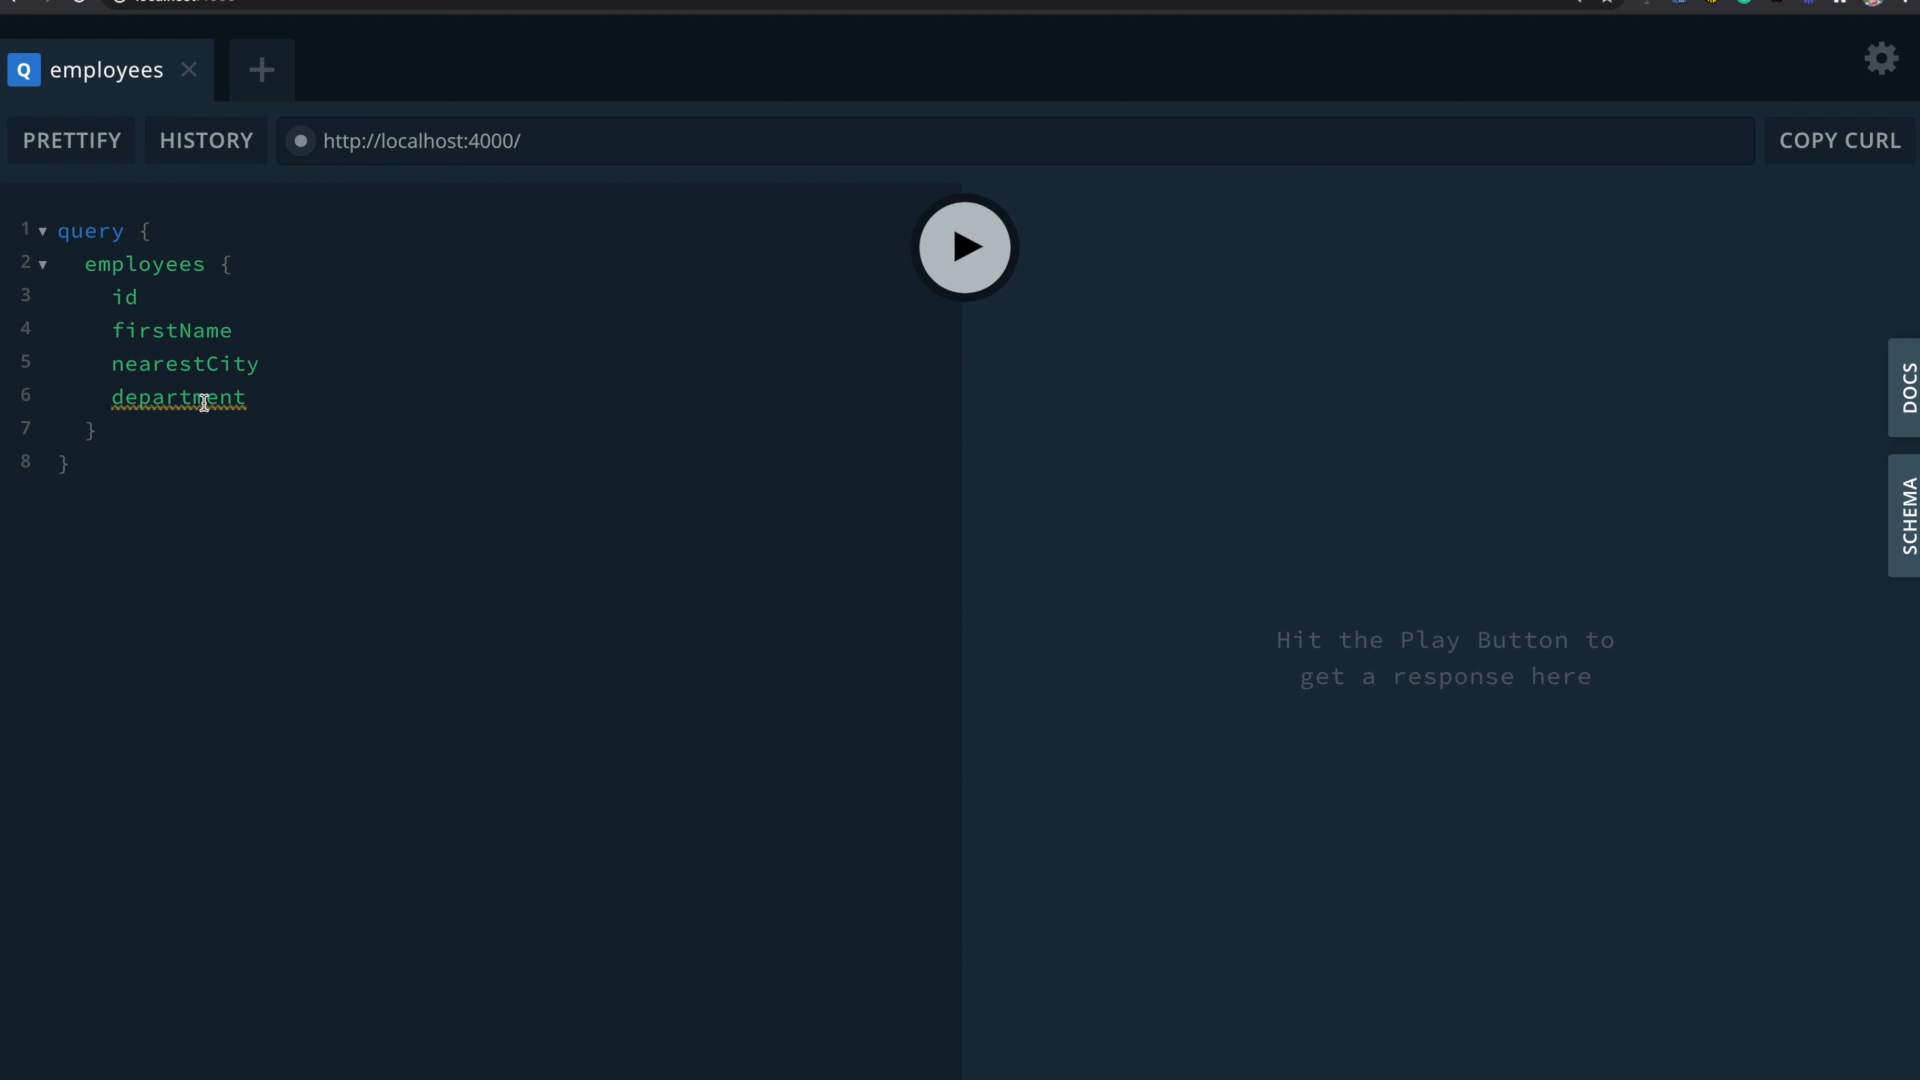 Q employees
PRETTIFY HISTORY http://localhost:4000/ COPY CURL
1 query {
2 employees {
3 id
4 firstName
5 nearestCity
6 department
7 }
8 }
Hit the Play Button to
get a response here
DOCS
SCHEMA